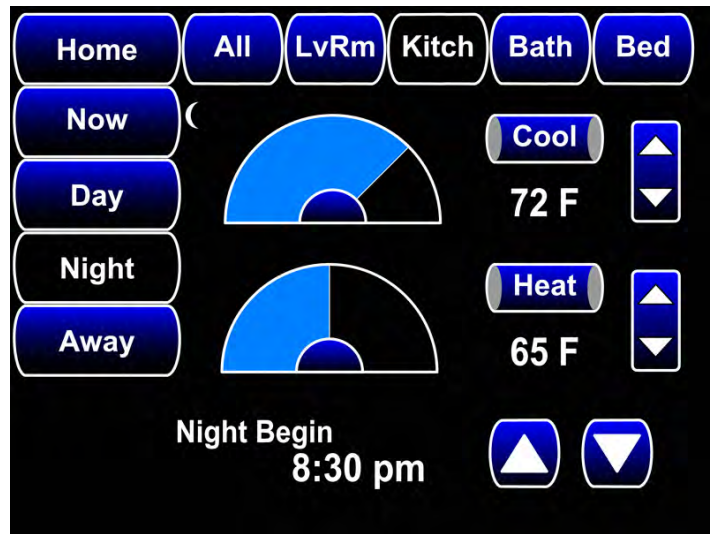 Home All LvRm Kitch Bath Bed
Now
Cool
Day
72 F
Night
Heat
Away
65 F
Night Begin
8:30 pm